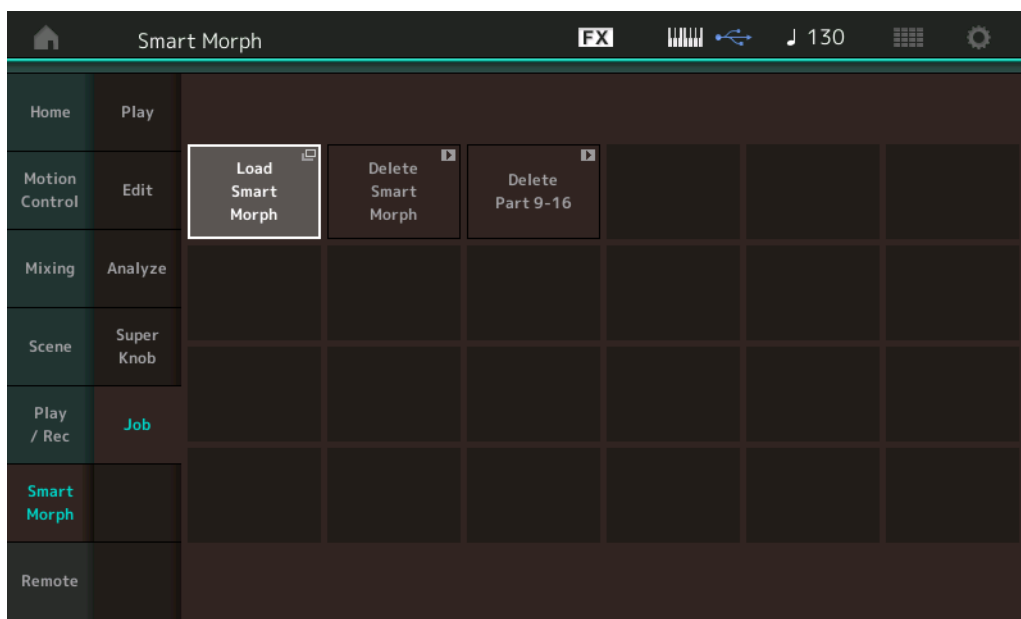 Smart Morph
FX
130
Home
Play
Motion
Control
Edit
Mixing
Analyze
Scene
Super
Knob
Play
/ Rec
Job
Smart
Morph
Remote
Load
Smart
Morph
Delete
Smart
Morph
Delete
Part 9-16